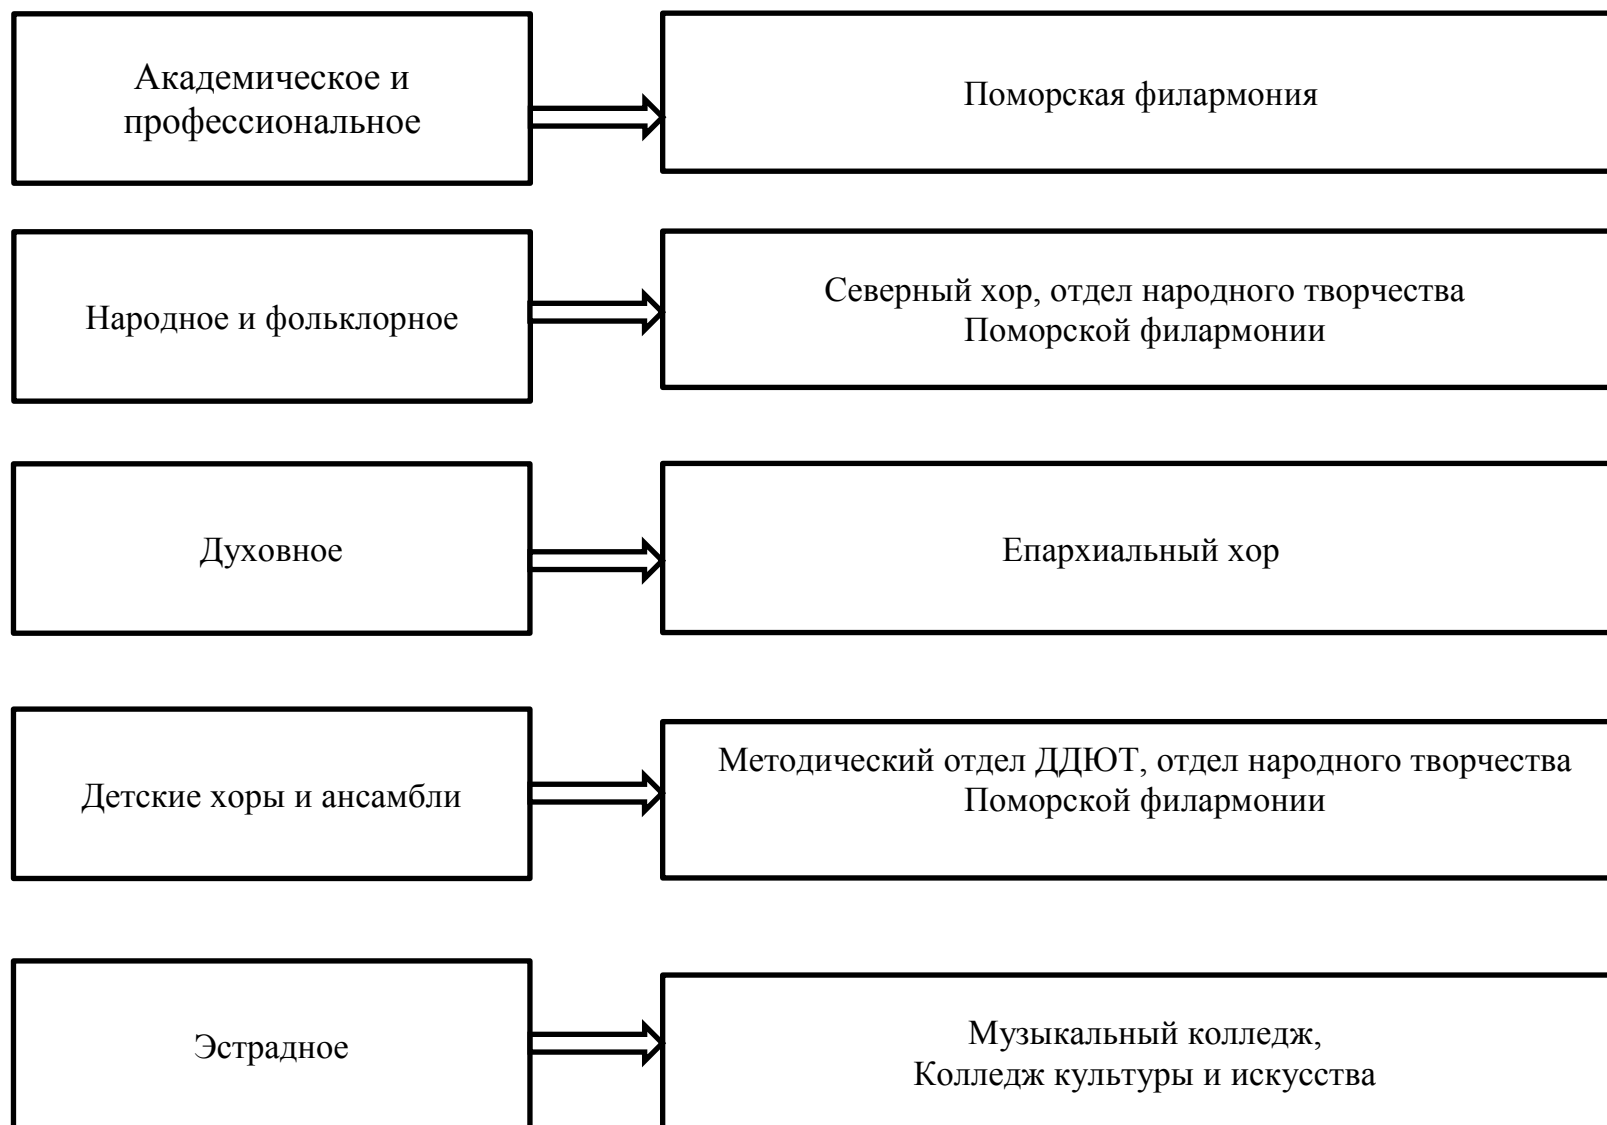 Академическое и
профессиональное
Поморская филармония
Народное и фольклорное
Северный хор, отдел народного творчества
Поморской филармонии
Духовное
Епархиальный хор
Детские хоры и ансамбли
Методический отдел ДДЮТ, отдел народного творчества
Поморской филармонии
Эстрадное
Музыкальный колледж,
Колледж культуры и искусства